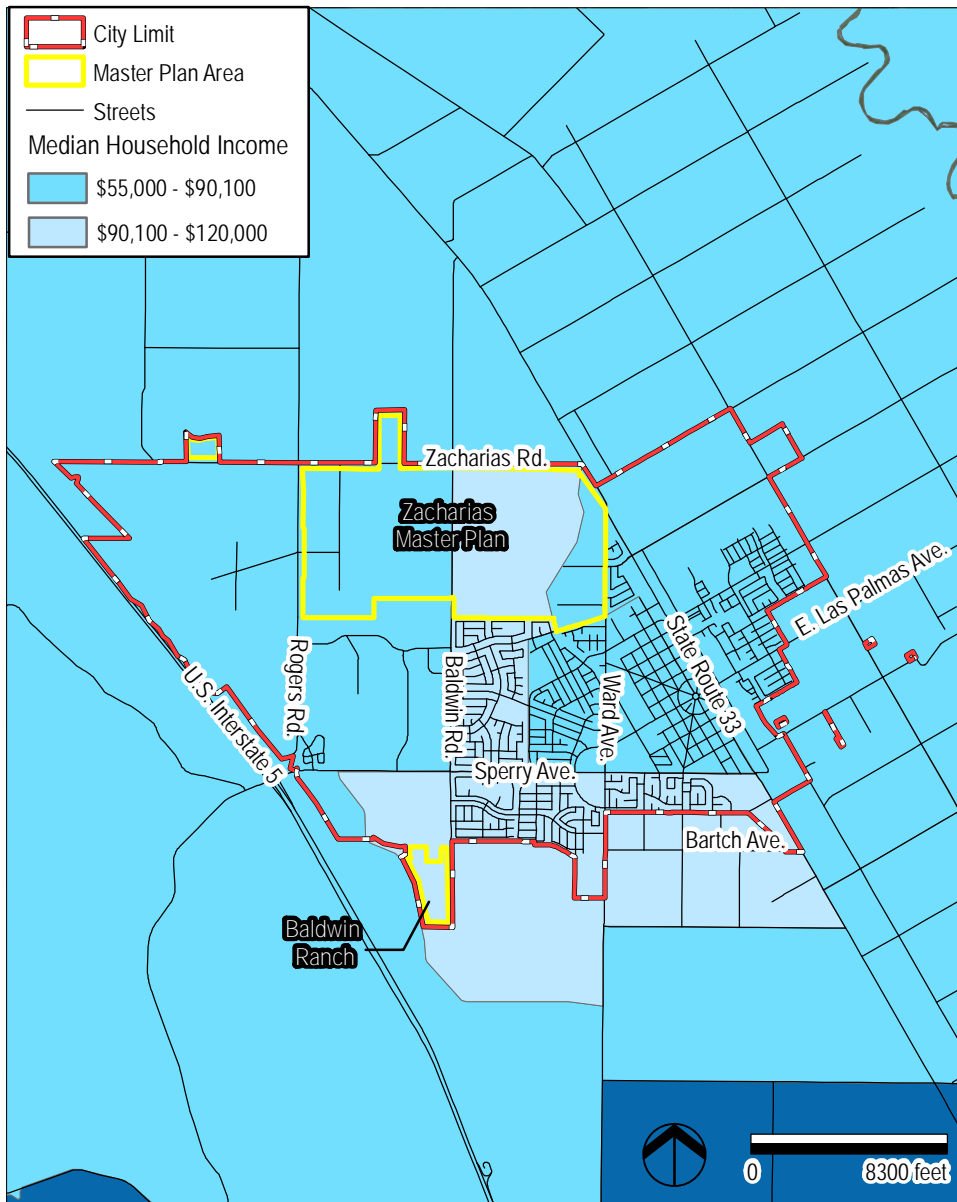 City Limit
Master Plan Area
Streets
Median Household Income
$55,000 - $90,100
$90,100 - $120,000
Zacharias Rd.
Zacharias
Master Plan
E. Las Palmas Ave.
State Route 33
Rogers Rd.
Baldwin Rd.
Ward Ave.
U.S. Interstate 5
Sperry Ave.
Bartch Ave.
Baldwin
Ranch
0
8300 feet